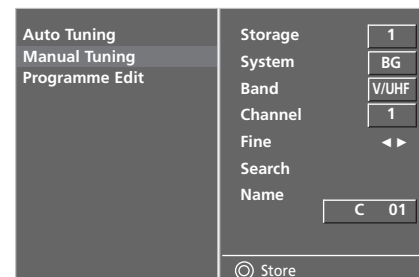 Auto Tuning
Manual Tuning
Programme Edit
Storage 1
System BG
Band V/UHF
Channel 1
Fine ◄ ►
Search
Name
C 01
Store